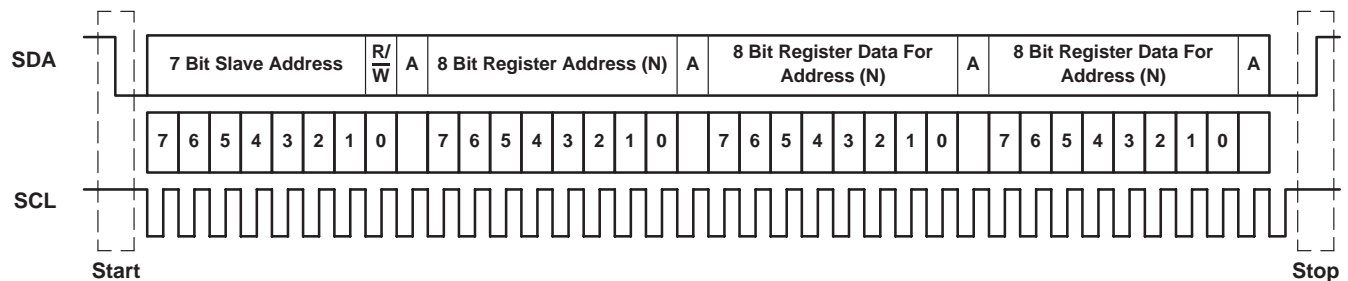 SDA
7 Bit Slave Address R/W A 8 Bit Register Address (N) A 8 Bit Register Data For Address (N) A 8 Bit Register Data For Address (N) A
7 6 5 4 3 2 1 0 7 6 5 4 3 2 1 0 7 6 5 4 3 2 1 0 7 6 5 4 3 2 1 0
SCL
Start Stop